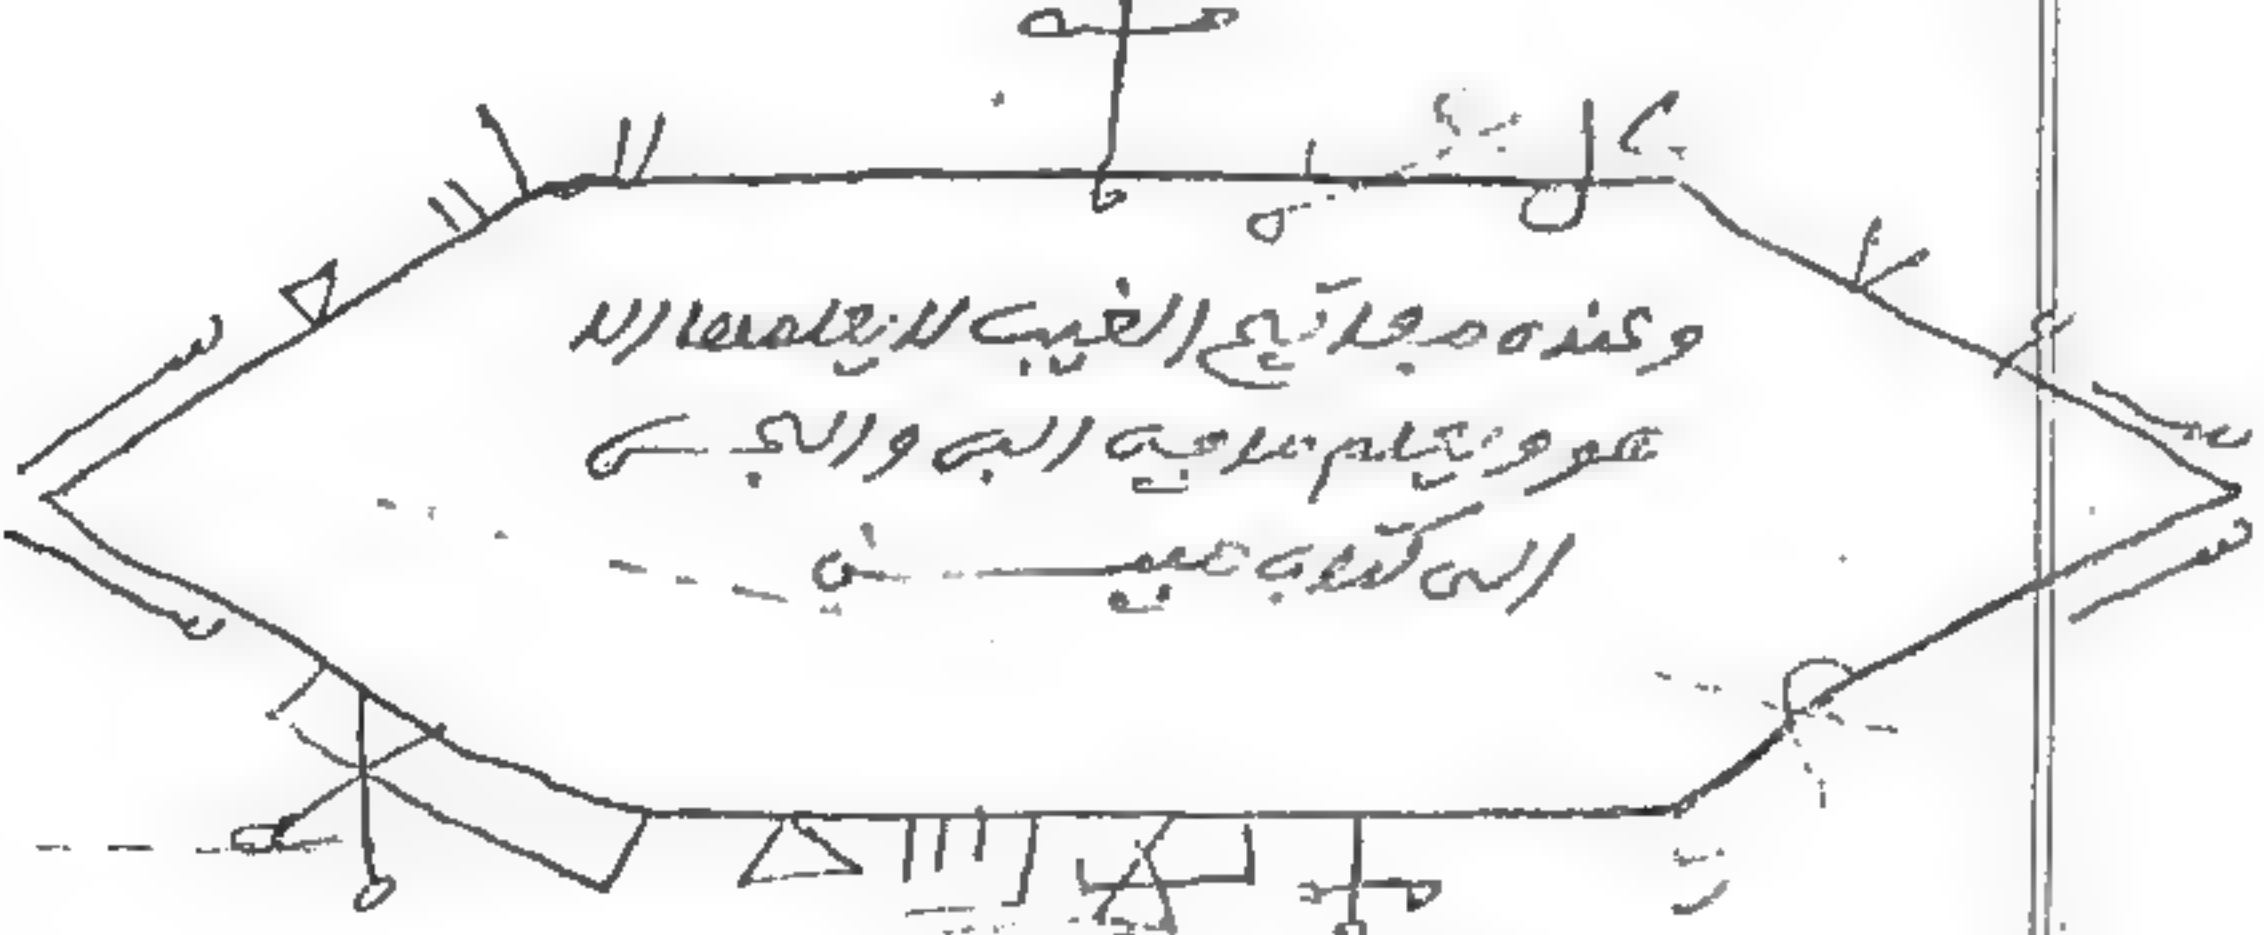 وعنده مفاتيح الغيب لا يعلمها الا
هو ويعلم ما في البر والبحر
الى كتاب مبين